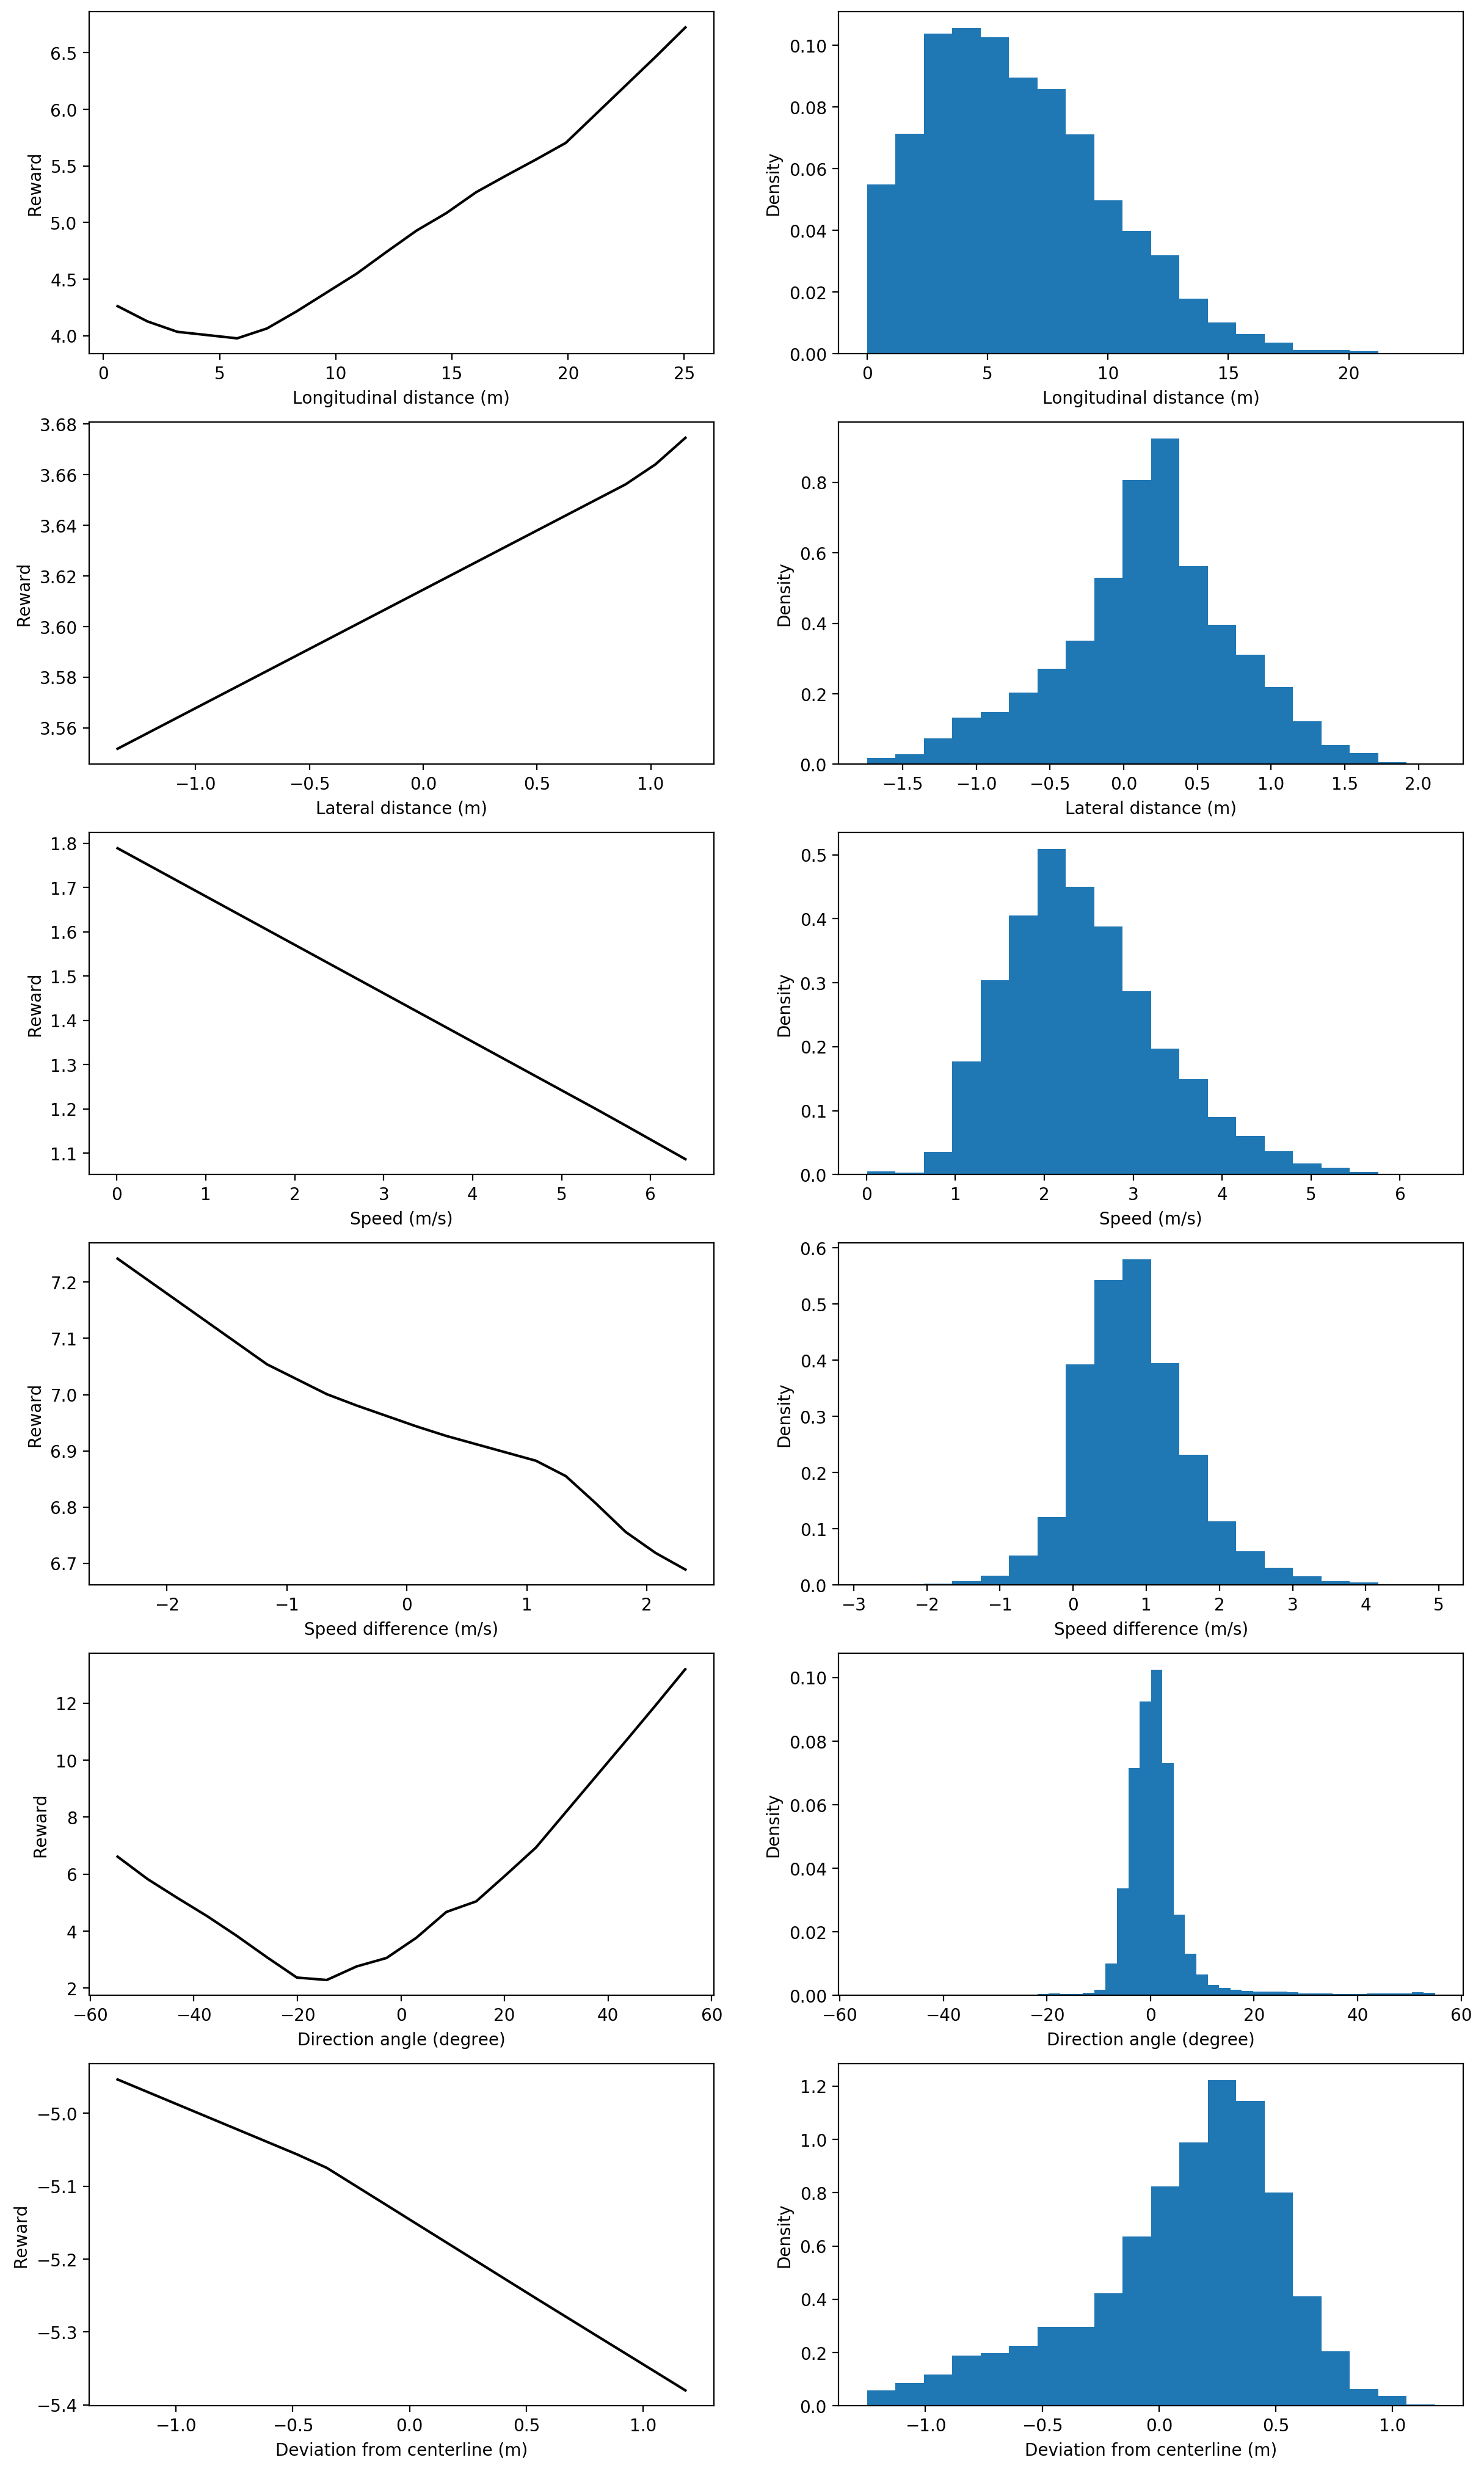 6.5
6.0
5.5
5.0
4.5
4.0
Reward
0 5 10 15 20 25
Longitudinal distance (m)
0.10
0.08
0.06
0.04
0.02
0.00
Density
0 5 10 15 20
Longitudinal distance (m)
3.68
3.66
3.64
3.62
3.60
3.58
3.56
Reward
−1.0 −0.5 0.0 0.5 1.0
Lateral distance (m)
0.8
0.6
0.4
0.2
0.0
Density
−1.5 −1.0 −0.5 0.0 0.5 1.0 1.5 2.0
Lateral distance (m)
1.8
1.7
1.6
1.5
1.4
1.3
1.2
1.1
Reward
0 1 2 3 4 5 6
Speed (m/s)
0.5
0.4
0.3
0.2
0.1
0.0
Density
0 1 2 3 4 5 6
Speed (m/s)
7.2
7.1
7.0
6.9
6.8
6.7
Reward
−2 −1 0 1 2
Speed difference (m/s)
0.6
0.5
0.4
0.3
0.2
0.1
0.0
Density
−3 −2 −1 0 1 2 3 4 5
Speed difference (m/s)
12
10
8
6
4
2
Reward
−60 −40 −20 0 20 40 60
Direction angle (degree)
0.10
0.08
0.06
0.04
0.02
0.00
Density
−60 −40 −20 0 20 40 60
Direction angle (degree)
−5.0
−5.1
−5.2
−5.3
−5.4
Reward
−1.0 −0.5 0.0 0.5 1.0
Deviation from centerline (m)
1.2
1.0
0.8
0.6
0.4
0.2
0.0
Density
−1.0 −0.5 0.0 0.5 1.0
Deviation from centerline (m)